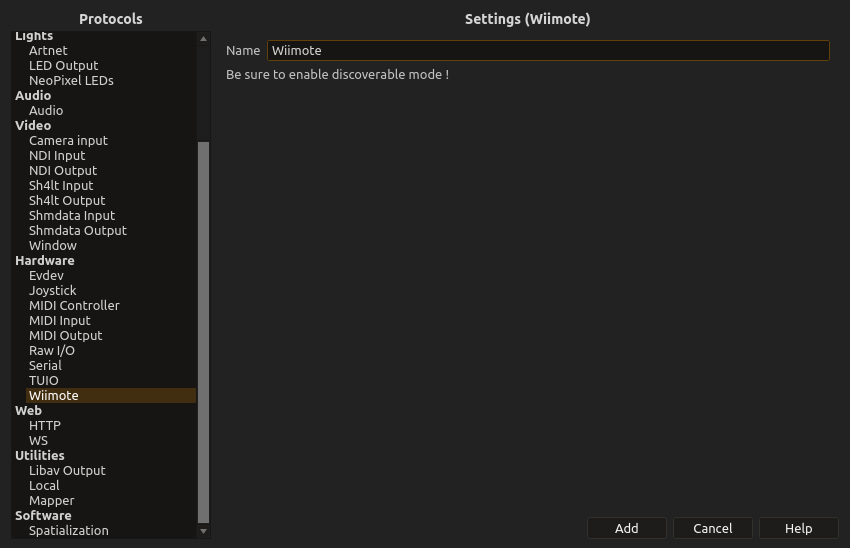 Protocols
Lights
Artnet
LED Output
NeoPixel LEDs
Audio
Audio
Video
Camera input
NDI Input
NDI Output
Sh4lt Input
Sh4lt Output
Shmdata Input
Shmdata Output
Window
Hardware
Evdev
Joystick
MIDI Controller
MIDI Input
MIDI Output
Raw I/O
Serial
TUIO
Wiimote
Web
HTTP
WS
Utilities
Libav Output
Local
Mapper
Software
Spatialization
Settings (Wiimote)
Name Wiimote
Be sure to enable discoverable mode !
Add Cancel Help